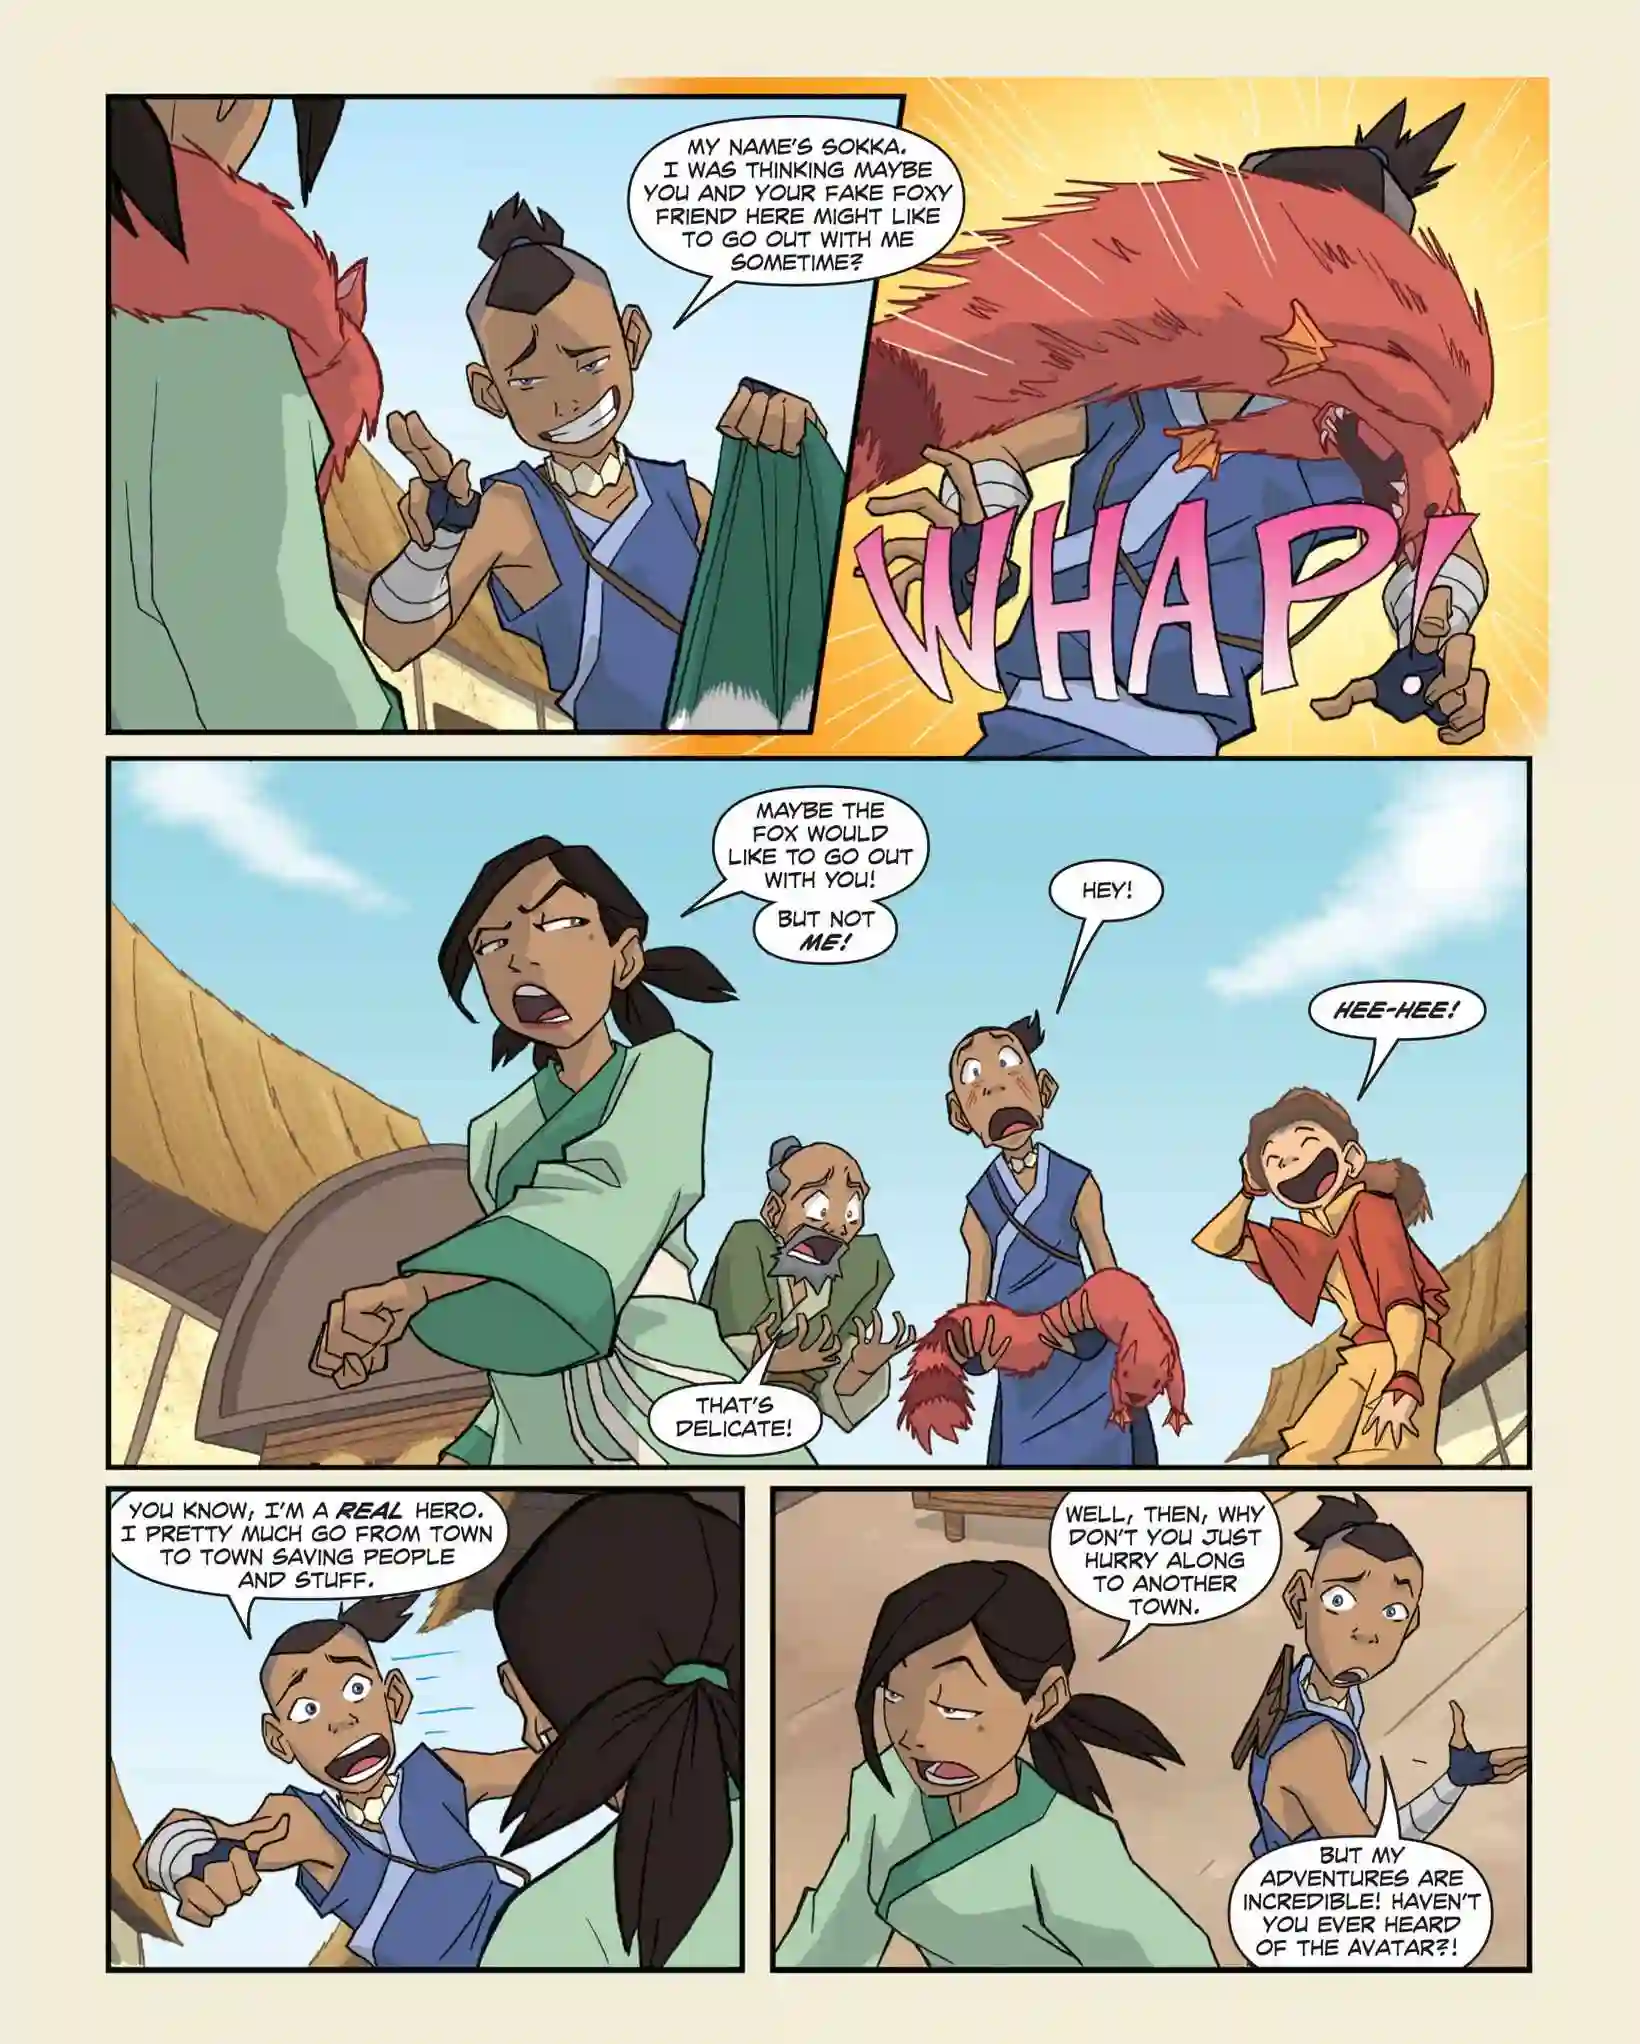 MY NAME'S SOKKA.
I WAS THINKING MAYBE
YOU AND YOUR FAKE FOXY
FRIEND HERE MIGHT LIKE
TO GO OUT WITH ME
SOMETIME?
WHAP!
MAYBE THE
FOX WOULD
LIKE TO GO OUT
WITH YOU!
BUT NOT
ME!
HEY!
HEE-HEE!
THAT'S
DELICATE!
YOU KNOW, I'M A REAL HERO.
I PRETTY MUCH GO FROM TOWN
TO TOWN SAVING PEOPLE
AND STUFF.
WELL, THEN, WHY
DON'T YOU JUST
HURRY ALONG
TO ANOTHER
TOWN.
BUT MY
ADVENTURES ARE
INCREDIBLE! HAVEN'T
YOU EVER HEARD
OF THE AVATAR?!